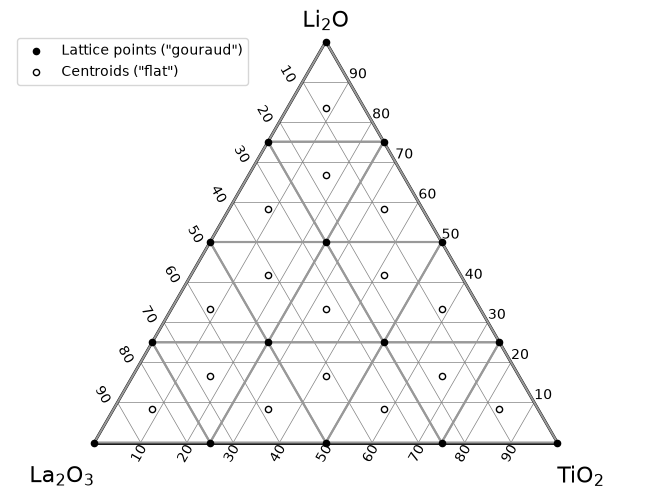 Li₂O
Lattice points ("gouraud")
Centroids ("flat")
10 90
20 80
30 70
40 60
50 50
60 40
70 30
80 20
90 10
10 20 30 40 50 60 70 80 90
La₂O₃ TiO₂